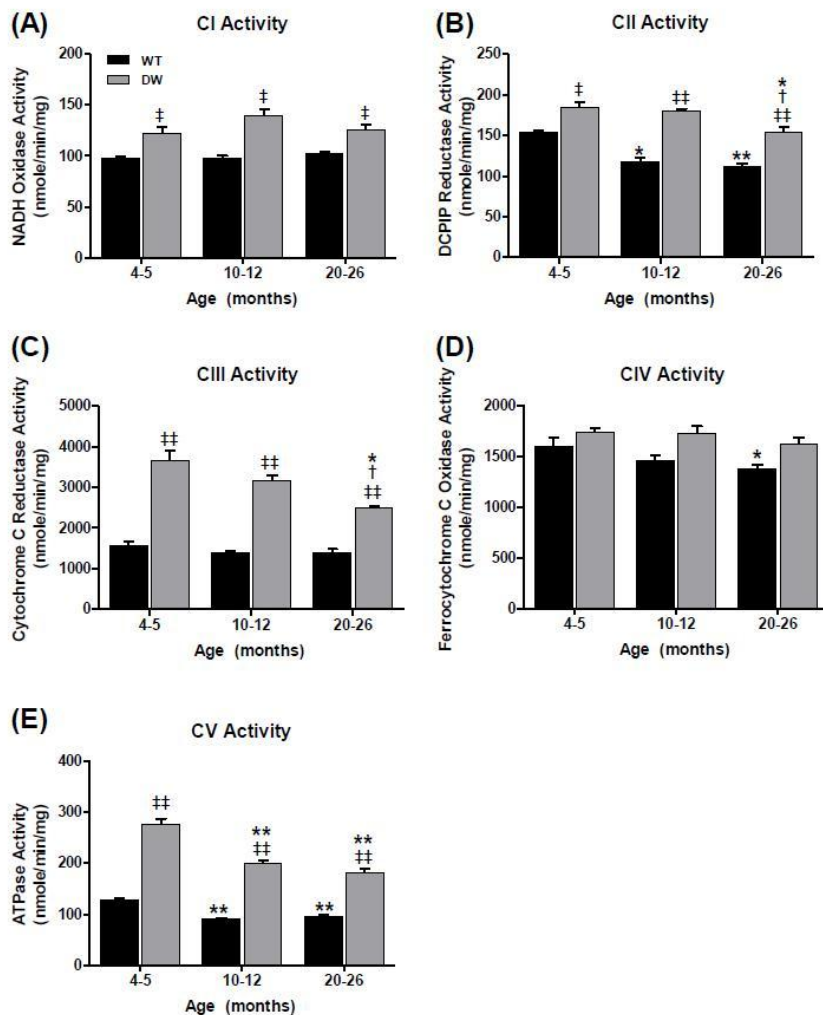 (A)
CI Activity
NADH Oxidase Activity
(nmole/min/mg)
200
150
100
50
0
WT
DW
‡ ‡ ‡
4-5 10-12 20-26
Age (months)
(B)
CII Activity
DCPIP Reductase Activity
(nmole/min/mg)
250
200
150
100
50
0
‡ * ‡‡ ** *
†
‡‡
4-5 10-12 20-26
Age (months)
(C)
CIII Activity
Cytochrome C Reductase Activity
(nmole/min/mg)
5000
4000
3000
2000
1000
0
‡‡ ‡‡ *
†
‡‡
4-5 10-12 20-26
Age (months)
(D)
CIV Activity
Ferrocytochrome C Oxidase Activity
(nmole/min/mg)
2000
1500
1000
500
0
*
4-5 10-12 20-26
Age (months)
(E)
CV Activity
ATPase Activity
(nmole/min/mg)
400
300
200
100
0
‡‡ ** **
‡‡ ‡‡
** **
4-5 10-12 20-26
Age (months)